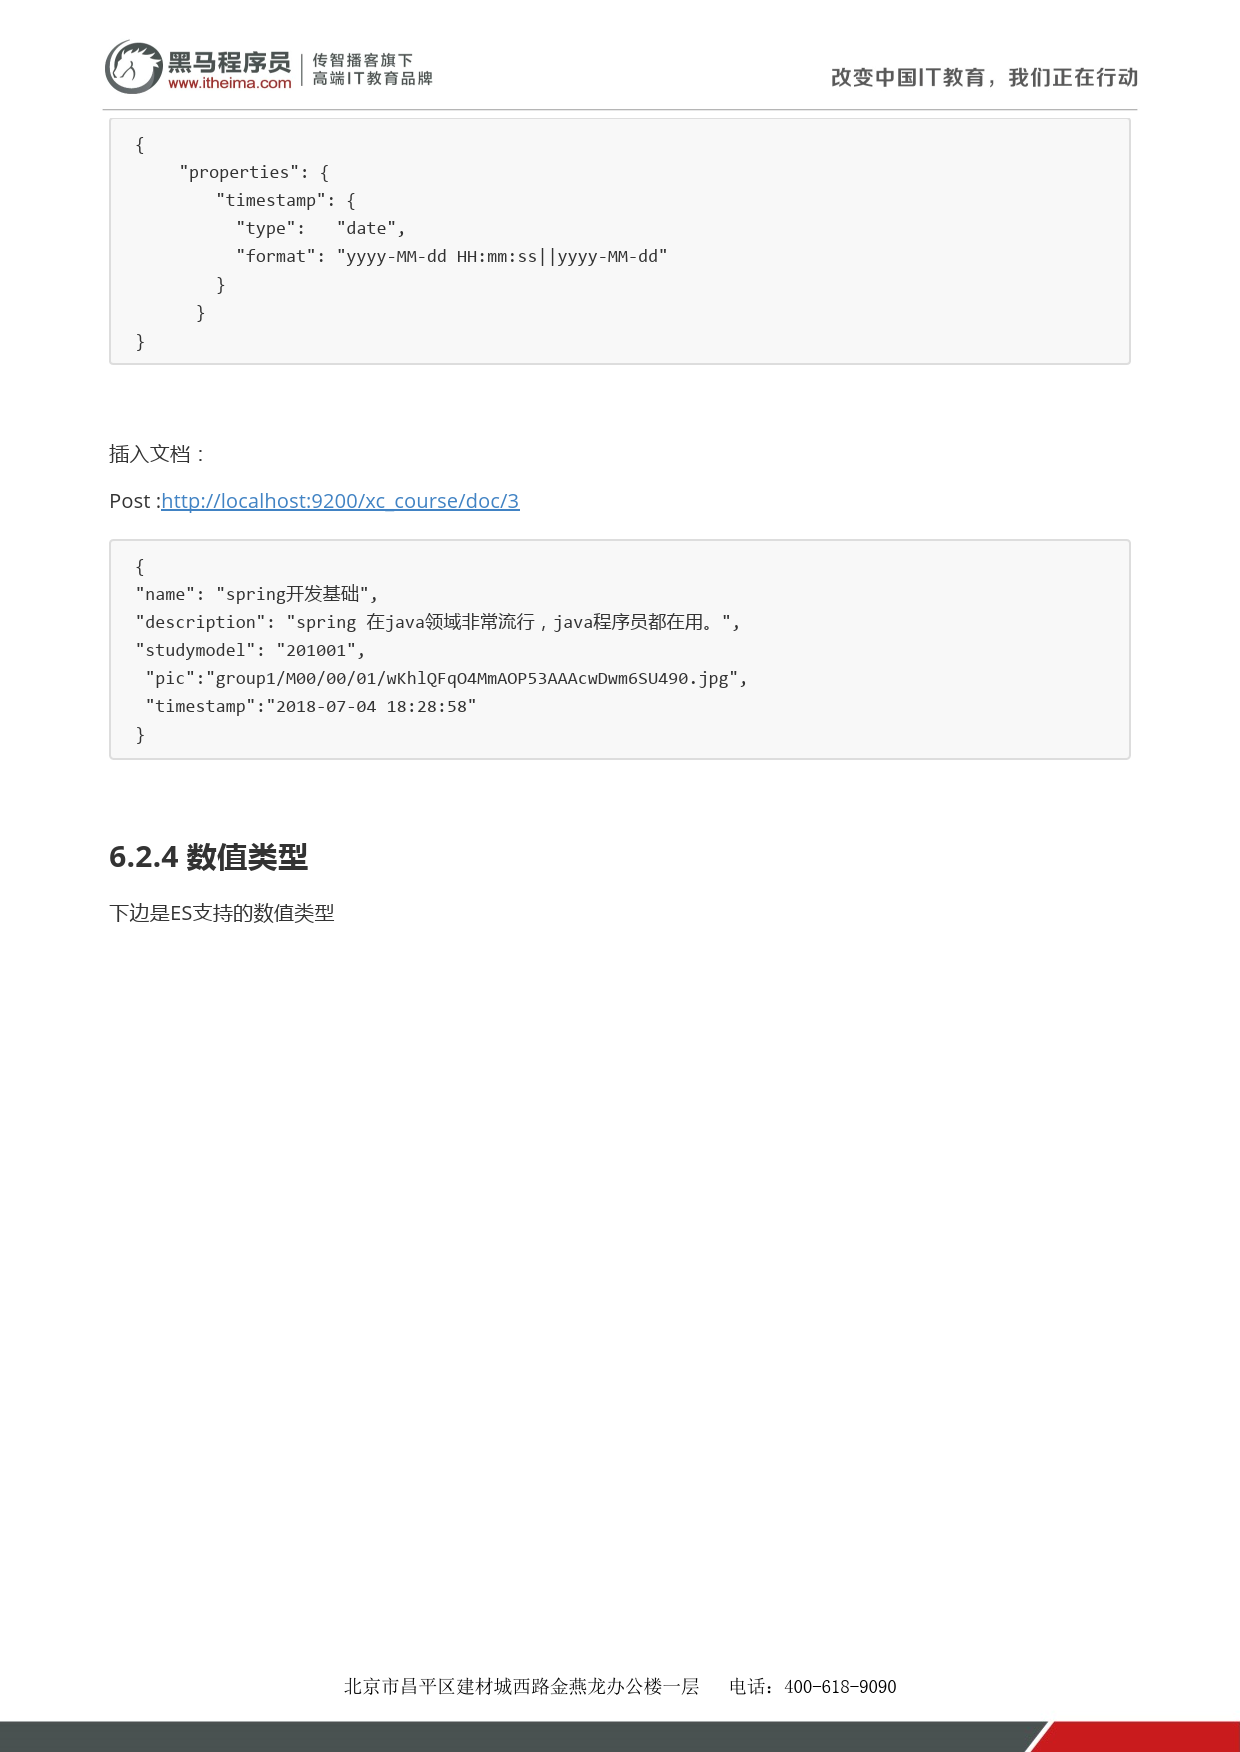 黑马程序员 传智播客旗下
www.itheima.com 高端IT教育品牌
改变中国IT教育，我们正在行动
{
    "properties": {
        "timestamp": {
          "type":   "date",
          "format": "yyyy-MM-dd HH:mm:ss||yyyy-MM-dd"
        }
      }
}
插入文档：
Post :http://localhost:9200/xc_course/doc/3
{
"name": "spring开发基础",
"description": "spring 在java领域非常流行，java程序员都在用。",
"studymodel": "201001",
 "pic":"group1/M00/00/01/wKhlQFqO4MmAOP53AAAcwDwm6SU490.jpg",
 "timestamp":"2018-07-04 18:28:58"
}
6.2.4 数值类型
下边是ES支持的数值类型
北京市昌平区建材城西路金燕龙办公楼一层 电话：400-618-9090